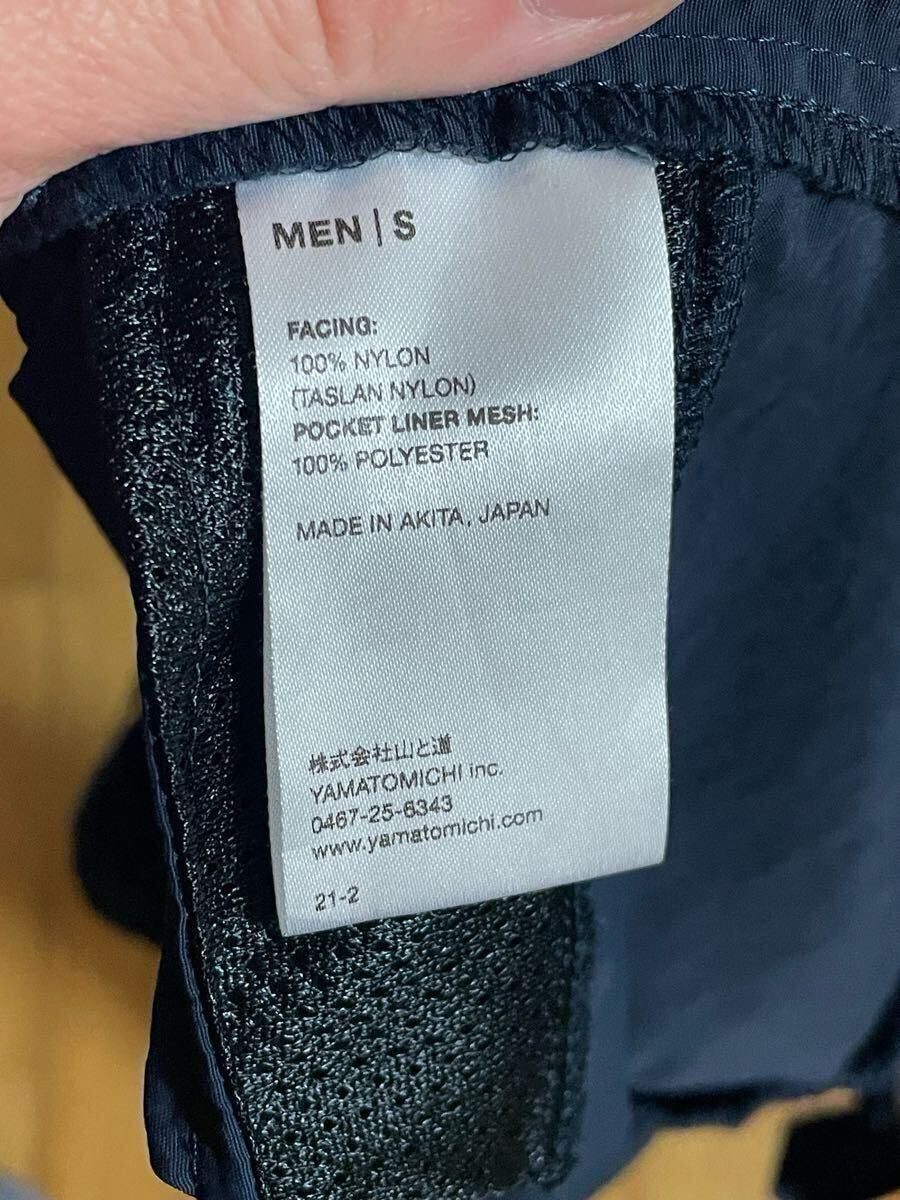 MEN | S
FACING:
100% NYLON
(TASLAN NYLON)
POCKET LINER MESH:
100% POLYESTER
MADE IN AKITA, JAPAN
株式会社山と道
YAMATOMICHI inc.
0467-25-6343
www.yamatomichi.com
21-2